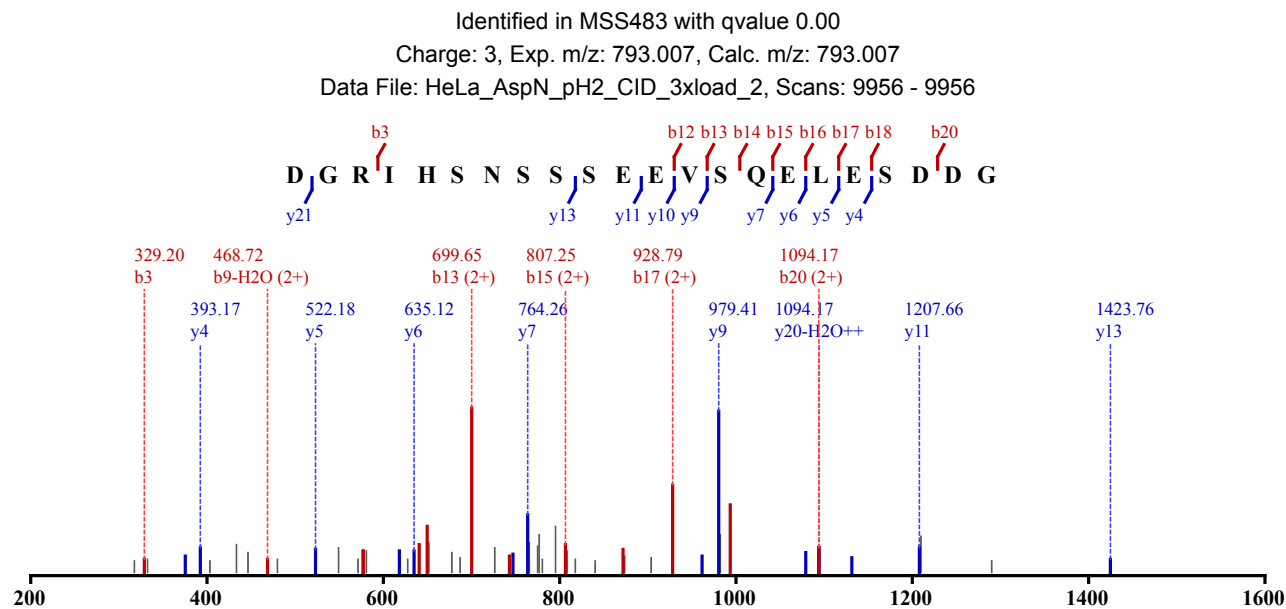 Identified in MSS483 with qvalue 0.00
Charge: 3, Exp. m/z: 793.007, Calc. m/z: 793.007
Data File: HeLa_AspN_pH2_CID_3xload_2, Scans: 9956 - 9956
b3 b12 b13 b14 b15 b16 b17 b18 b20
D G R I H S N S S S E E V S Q E L E S D D G
y21 y13 y11 y10 y9 y7 y6 y5 y4
329.20 468.72 699.65 807.25 928.79 1094.17
b3 b9-H2O (2+) b13 (2+) b15 (2+) b17 (2+) b20 (2+)
393.17 522.18 635.12 764.26 979.41 1094.17 1207.66 1423.76
y4 y5 y6 y7 y9 y20-H2O++ y11 y13
200 400 600 800 1000 1200 1400 1600